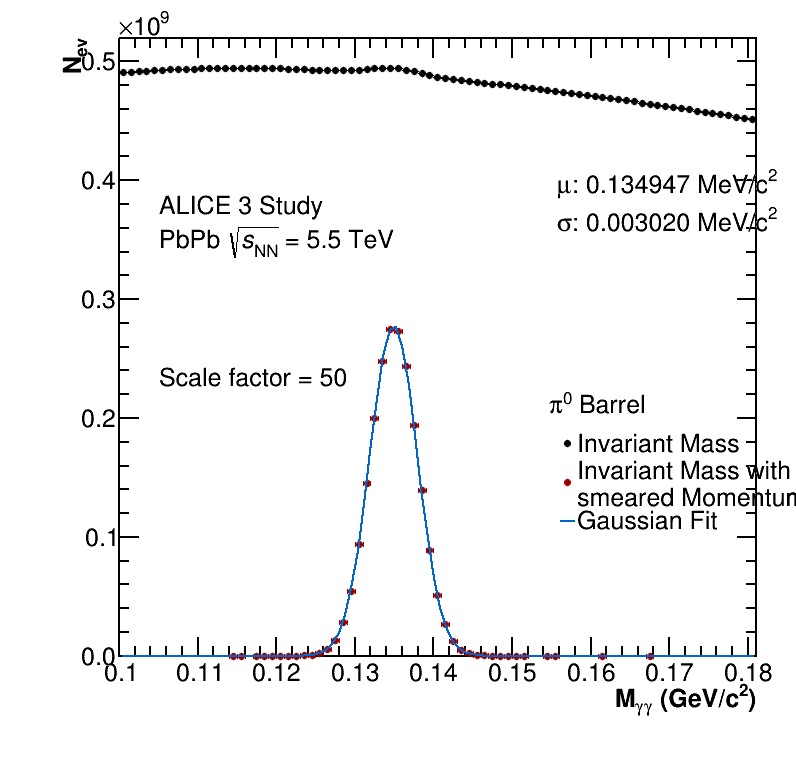 ×10⁹
N_ev
0.5
0.4
0.3
0.2
0.1
0.0
μ: 0.134947 MeV/c²
σ: 0.003020 MeV/c²
ALICE 3 Study
PbPb √s_NN = 5.5 TeV
Scale factor = 50
π⁰ Barrel
Invariant Mass
Invariant Mass with
smeared Momentum
Gaussian Fit
0.1 0.11 0.12 0.13 0.14 0.15 0.16 0.17 0.18
M_γγ (GeV/c²)